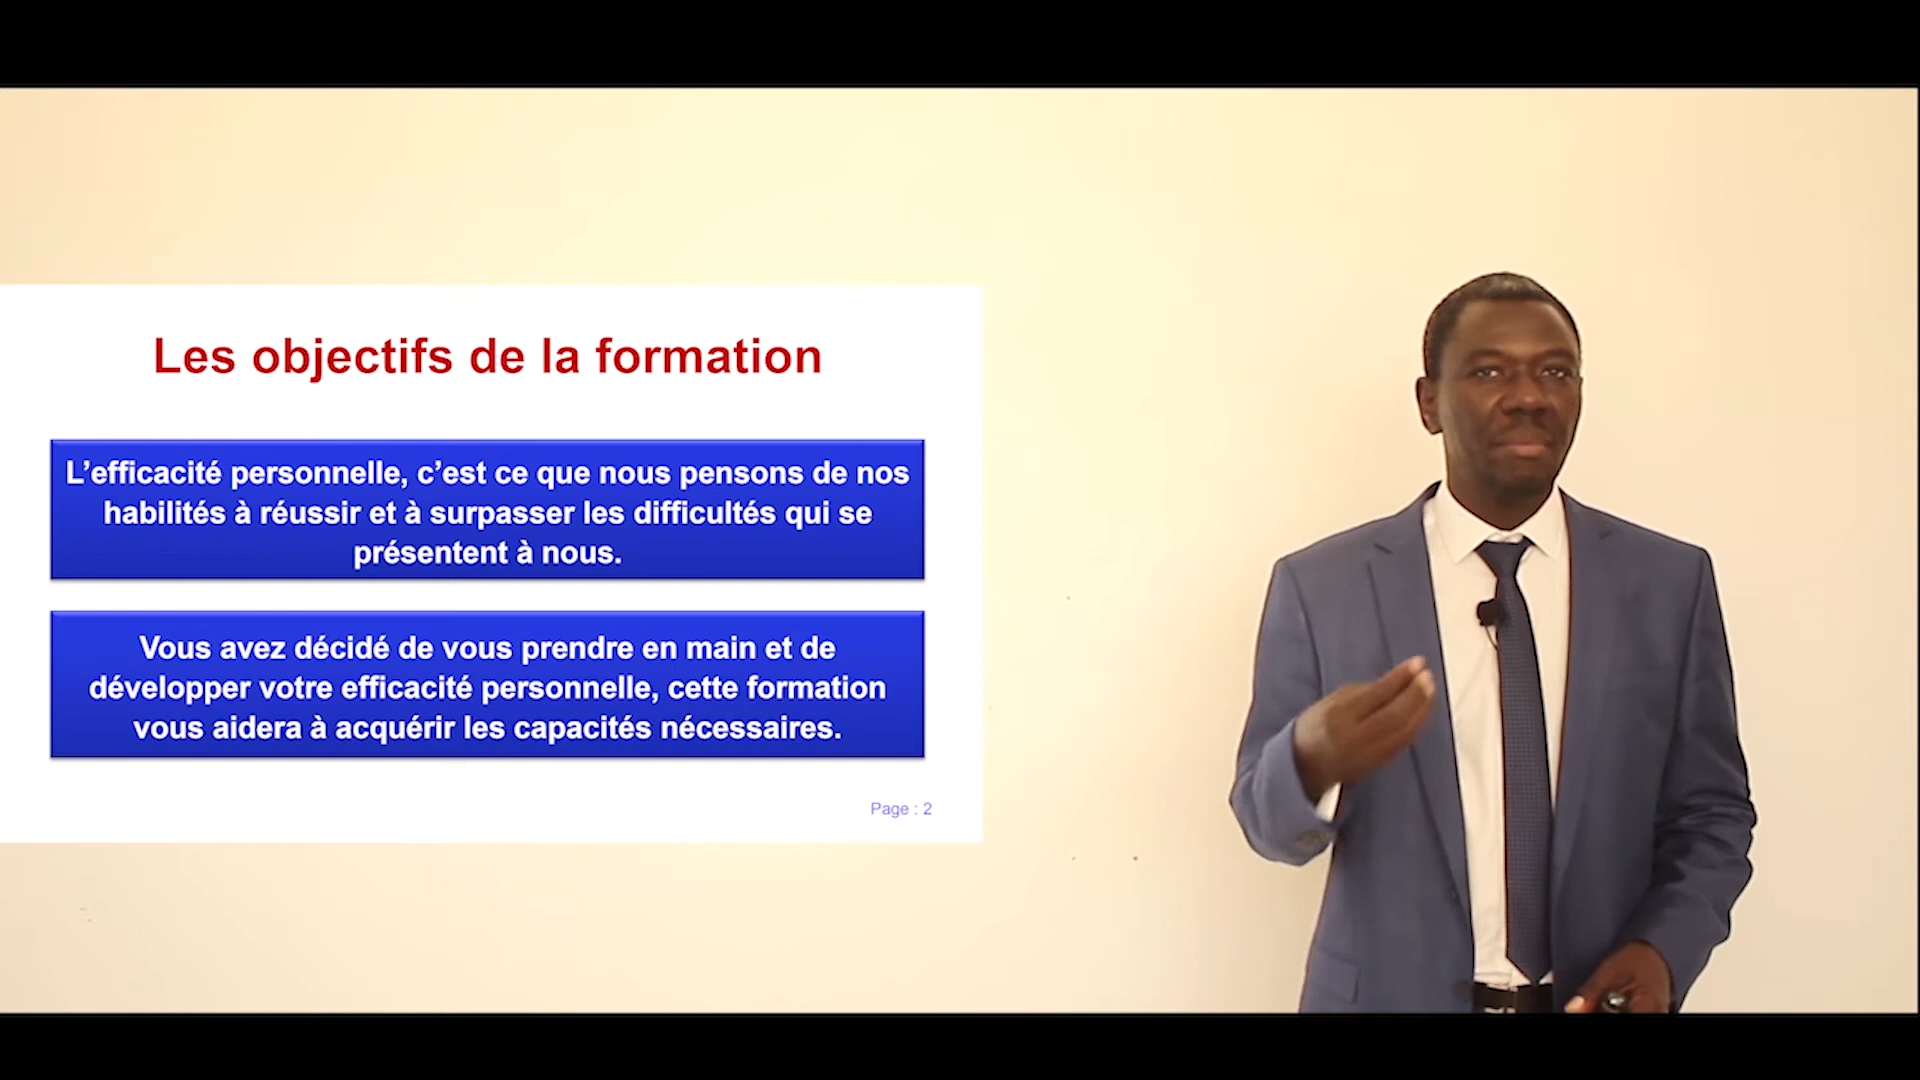 Les objectifs de la formation
L’efficacité personnelle, c’est ce que nous pensons de nos
habilités à réussir et à surpasser les difficultés qui se
présentent à nous.
Vous avez décidé de vous prendre en main et de
développer votre efficacité personnelle, cette formation
vous aidera à acquérir les capacités nécessaires.
Page : 2